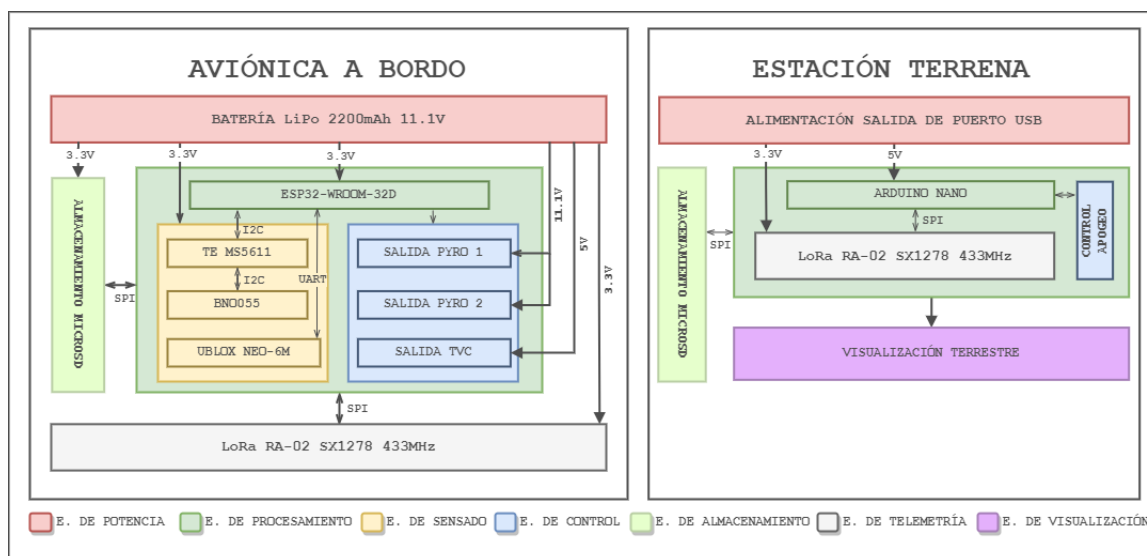 AVIÓNICA A BORDO
BATERÍA LiPo 2200mAh 11.1V
3.3V
3.3V
3.3V
ESP32-WROOM-32D
I2C
TE MS5611
I2C
BNO055
UART
UBLOX NEO-6M
SALIDA PYRO 1
SALIDA PYRO 2
SALIDA TVC
11.1V
5V
3.3V
ALMACENAMIENTO MICROSD
SPI
SPI
LoRa RA-02 SX1278 433MHz
ESTACIÓN TERRENA
ALIMENTACIÓN SALIDA DE PUERTO USB
3.3V
5V
ARDUINO NANO
SPI
LoRa RA-02 SX1278 433MHz
CONTROL
APOGEO
ALMACENAMIENTO MICROSD
SPI
VISUALIZACIÓN TERRESTRE
E. DE POTENCIA
E. DE PROCESAMIENTO
E. DE SENSADO
E. DE CONTROL
E. DE ALMACENAMIENTO
E. DE TELEMETRÍA
E. DE VISUALIZACIÓN